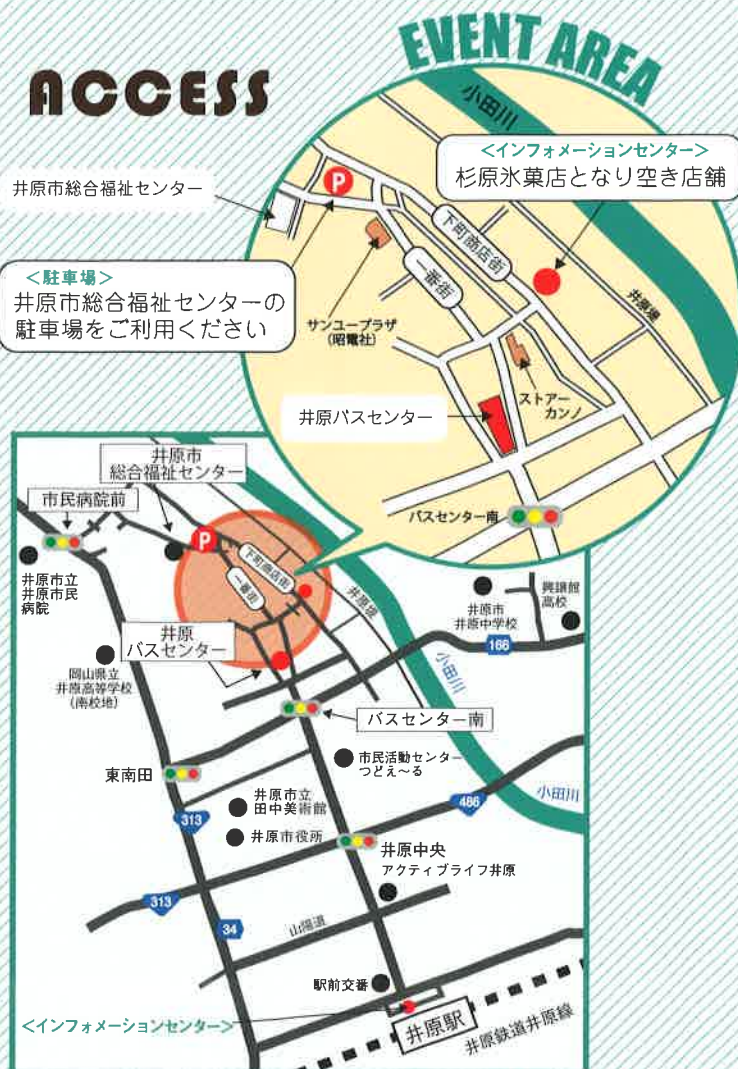 ACCESS
EVENT AREA
小田川
<インフォメーションセンター>
杉原氷菓店となり空き店舗
井原市総合福祉センター
P
<駐車場>
井原市総合福祉センターの
駐車場をご利用ください
下町商店街
一番街
井原堤
サンユープラザ
(昭電社)
ストアー
カンノ
井原バスセンター
バスセンター南
井原市
総合福祉センター
市民病院前
P
下町商店街
一番街
井原堤
井原市立
井原市民
病院
井原市
井原中学校
興譲館
高校
166
井原
バスセンター
岡山県立
井原高等学校
(南校地)
小田川
バスセンター南
東南田
市民活動センター
つどえ〜る
小田川
486
井原市立
田中美術館
313
井原市役所
井原中央
アクティブライフ井原
313
34
山陽道
駅前交番
<インフォメーションセンター>
井原駅
井原鉄道井原線